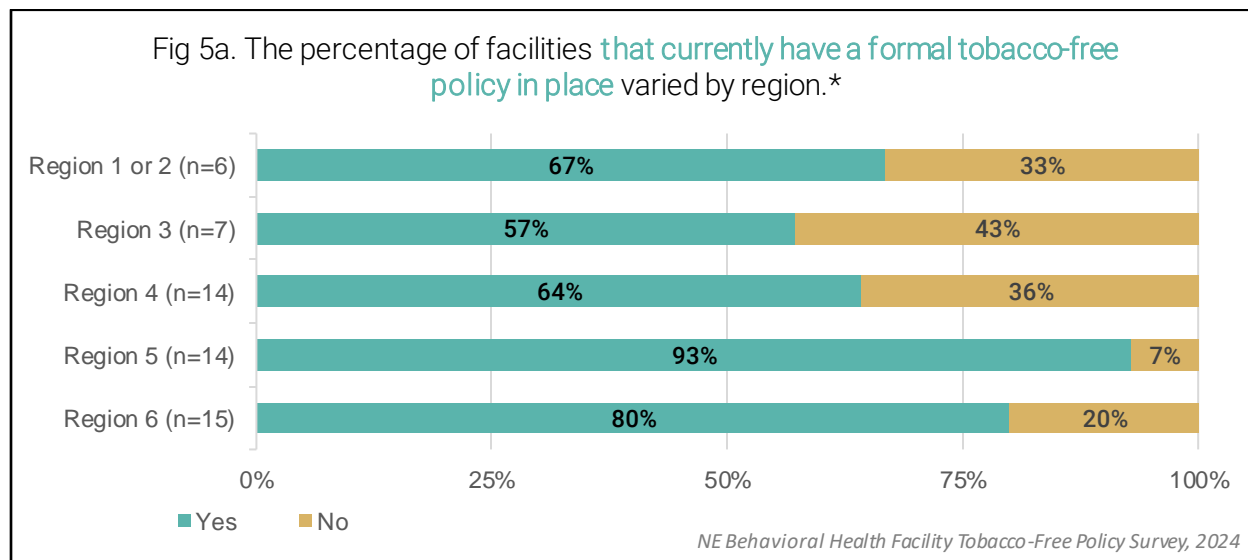 Fig 5a. The percentage of facilities that currently have a formal tobacco-free
policy in place varied by region.*
Region 1 or 2 (n=6)
67%
33%
Region 3 (n=7)
57%
43%
Region 4 (n=14)
64%
36%
Region 5 (n=14)
93%
7%
Region 6 (n=15)
80%
20%
0%
25%
50%
75%
100%
Yes
No
NE Behavioral Health Facility Tobacco-Free Policy Survey, 2024